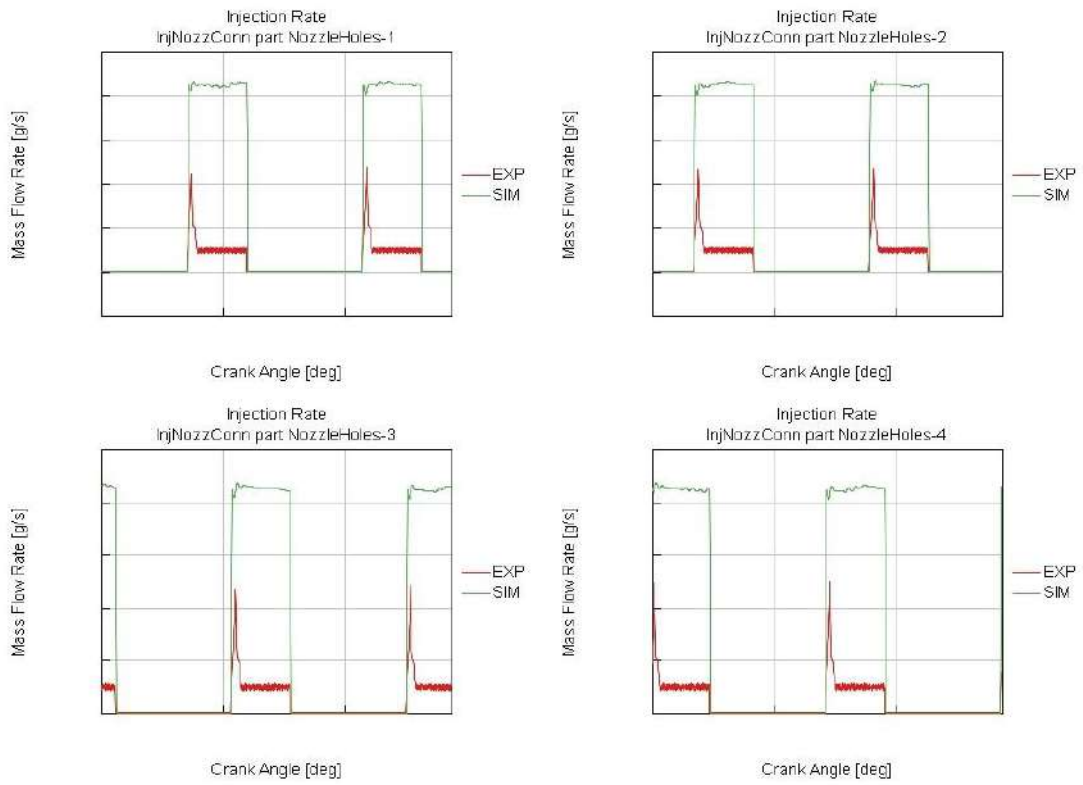 Injection Rate
InjNozzConn part NozzleHoles-1
Mass Flow Rate [g/s]
EXP
SIM
Crank Angle [deg]
Injection Rate
InjNozzConn part NozzleHoles-2
Mass Flow Rate [g/s]
EXP
SIM
Crank Angle [deg]
Injection Rate
InjNozzConn part NozzleHoles-3
Mass Flow Rate [g/s]
EXP
SIM
Crank Angle [deg]
Injection Rate
InjNozzConn part NozzleHoles-4
Mass Flow Rate [g/s]
EXP
SIM
Crank Angle [deg]